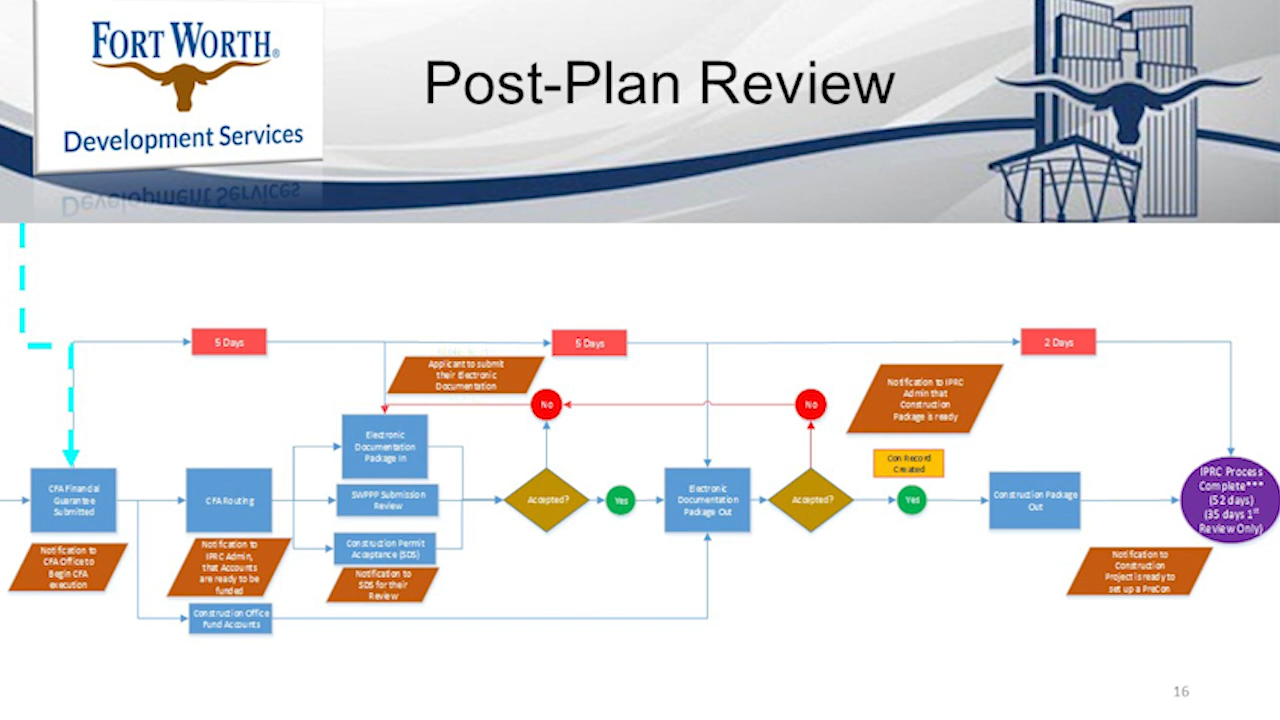 FORT WORTH®
Development Services
Post-Plan Review
5 Days
5 Days
2 Days
Applicant to submit
their Electronic
Documentation
No
No
Notification to IPRC
Admin that
Construction
Package is ready
Electronic
Documentation
Package In
Con Record
Created
CFA Financial
Guarantee
Submitted
CFA Routing
SWPPP Submission
Review
Accepted?
Yes
Electronic
Documentation
Package Out
Accepted?
Yes
Construction Package
Out
IPRC Process
Complete***
(52 days)
(35 days 1st
Review Only)
Construction Permit
Acceptance (SDS)
Notification to
CFA Office to
Begin CFA
execution
Notification to
IPRC Admin,
that Accounts
are ready to be
funded
Notification to
SDS for their
Review
Notification to
Construction
Project is ready to
set up a PreCon
Construction Office
Fund Accounts
16